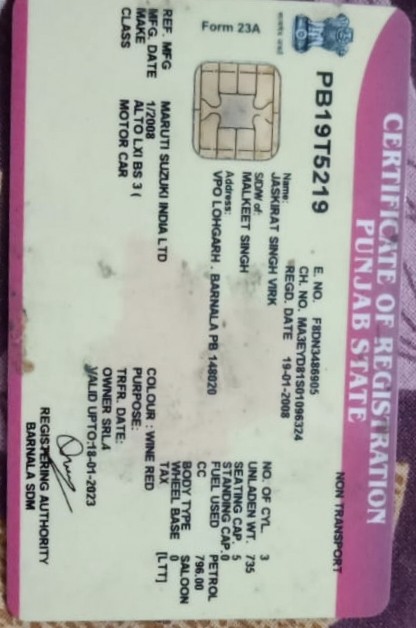 CERTIFICATE OF REGISTRATION
PUNJAB STATE
NON TRANSPORT
Form 23A
PB19T5219
E. NO. F8DN3486905
CH. NO. MA3EYD81S01096324
REGD. DATE 19-01-2008
Name:
JASKIRAT SINGH VIRK
S/D/W of:
MALKEET SINGH
Address:
VPO LOHGARH . BARNALA PB 148020
NO. OF CYL. 3
UNLADEN WT. 735
SEATING CAP. 5
STANDING CAP. 0
FUEL USED PETROL
CC 796.00
BODY TYPE SALOON
WHEEL BASE 0
TAX [LTT]
REF. MFG MARUTI SUZUKI INDIA LTD
MFG. DATE 1/2008
MAKE ALTO LXI BS 3 (
CLASS MOTOR CAR
COLOUR : WINE RED
PURPOSE:
TRFR. DATE:
OWNER SRL.4
VALID UPTO:18-01-2023
REGISTERING AUTHORITY
BARNALA SDM